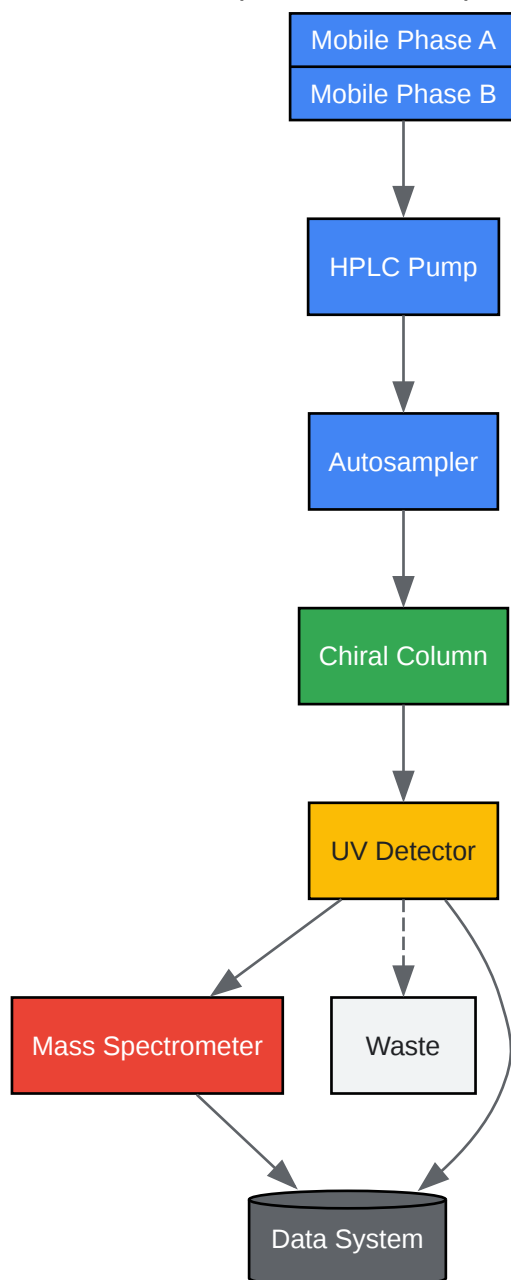 Mobile Phase A
Mobile Phase B
HPLC Pump
Autosampler
Chiral Column
UV Detector
Mass Spectrometer
Waste
Data System